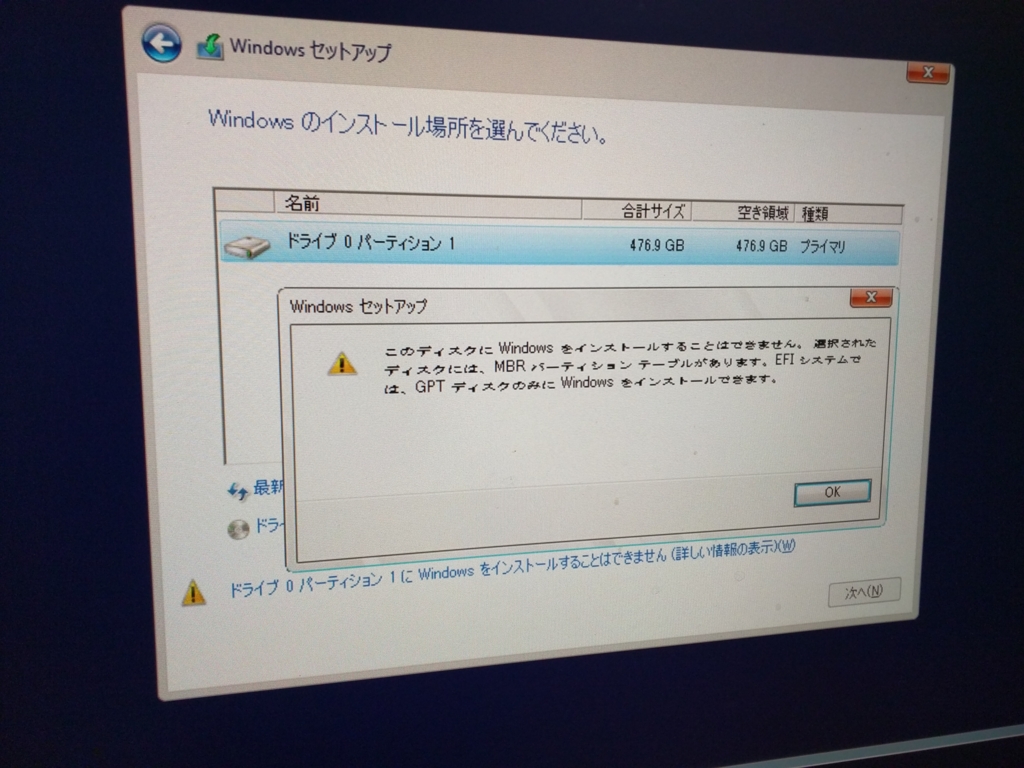 Windows セットアップ
Windows のインストール場所を選んでください。
名前 合計サイズ 空き領域 種類
ドライブ 0 パーティション 1 476.9 GB 476.9 GB プライマリ
Windows セットアップ
このディスクに Windows をインストールすることはできません。 選択された
ディスクには、MBR パーティション テーブルがあります。EFI システムで
は、GPT ディスクのみに Windows をインストールできます。
OK
最新
ドラ
ドライブ 0 パーティション 1 に Windows をインストールすることはできません (詳しい情報の表示)(W)
次へ(N)